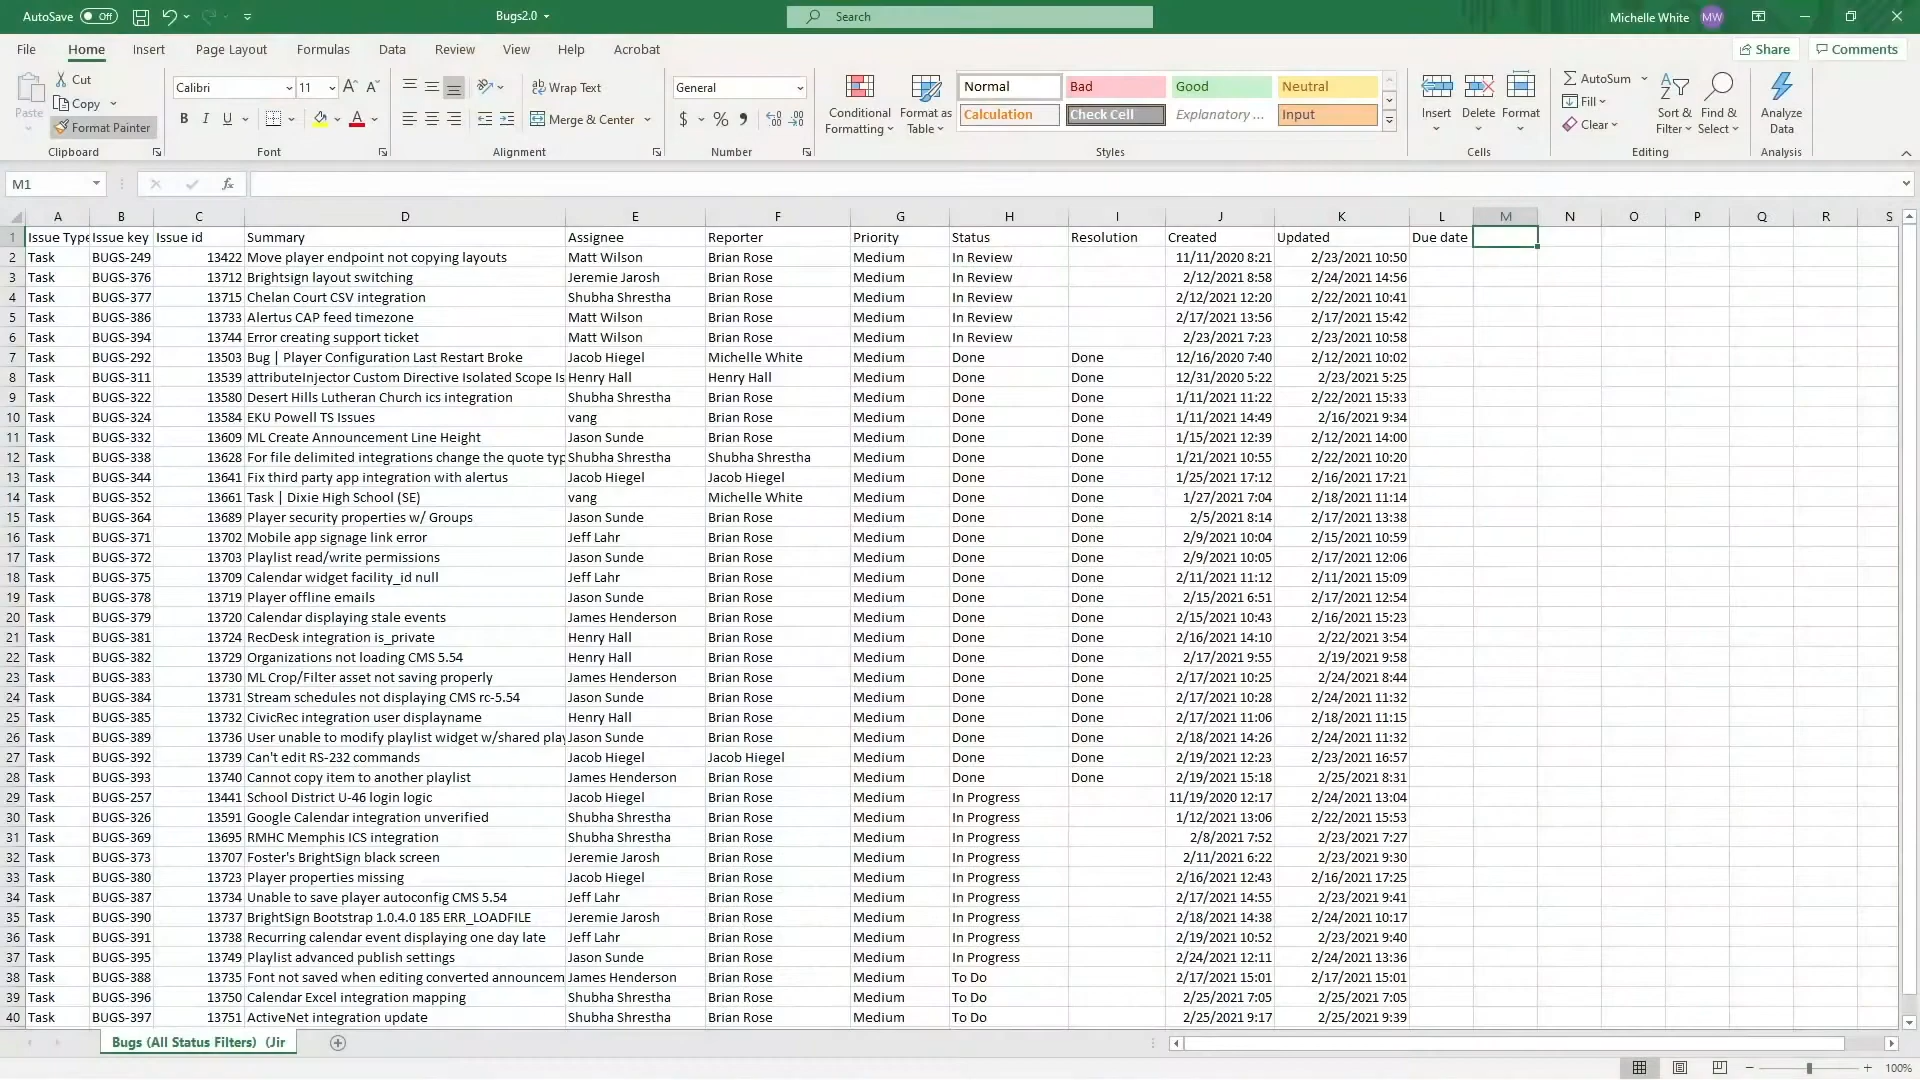 AutoSave Off Bugs2.0 Search Michelle White MW
File Home Insert Page Layout Formulas Data Review View Help Acrobat Share Comments
Paste Cut Copy Format Painter Clipboard
Calibri 11 A A B I U A Font
Wrap Text Merge & Center Alignment
General $ % Number
Conditional Formatting Format as Table Normal Bad Good Neutral Calculation Check Cell Explanatory ... Input Styles
Insert Delete Format Cells
AutoSum Fill Clear Sort & Filter Find & Select Editing
Analyze Data Analysis
M1 fx
A B C D E F G H I J K L M N O P Q R S
1 Issue Type Issue key Issue id Summary Assignee Reporter Priority Status Resolution Created Updated Due date
2 Task BUGS-249 13422 Move player endpoint not copying layouts Matt Wilson Brian Rose Medium In Review 11/11/2020 8:21 2/23/2021 10:50
3 Task BUGS-376 13712 Brightsign layout switching Jeremie Jarosh Brian Rose Medium In Review 2/12/2021 8:58 2/24/2021 14:56
4 Task BUGS-377 13715 Chelan Court CSV integration Shubha Shrestha Brian Rose Medium In Review 2/12/2021 12:20 2/22/2021 10:41
5 Task BUGS-386 13733 Alertus CAP feed timezone Matt Wilson Brian Rose Medium In Review 2/17/2021 13:56 2/17/2021 15:42
6 Task BUGS-394 13744 Error creating support ticket Matt Wilson Brian Rose Medium In Review 2/23/2021 7:23 2/23/2021 10:58
7 Task BUGS-292 13503 Bug | Player Configuration Last Restart Broke Jacob Hiegel Michelle White Medium Done Done 12/16/2020 7:40 2/12/2021 10:02
8 Task BUGS-311 13539 attributeInjector Custom Directive Isolated Scope Is Henry Hall Henry Hall Medium Done Done 12/31/2020 5:22 2/23/2021 5:25
9 Task BUGS-322 13580 Desert Hills Lutheran Church ics integration Shubha Shrestha Brian Rose Medium Done Done 1/11/2021 11:22 2/22/2021 15:33
10 Task BUGS-324 13584 EKU Powell TS Issues vang Brian Rose Medium Done Done 1/11/2021 14:49 2/16/2021 9:34
11 Task BUGS-332 13609 ML Create Announcement Line Height Jason Sunde Brian Rose Medium Done Done 1/15/2021 12:39 2/12/2021 14:00
12 Task BUGS-338 13628 For file delimited integrations change the quote typ Shubha Shrestha Shubha Shrestha Medium Done Done 1/21/2021 10:55 2/22/2021 10:20
13 Task BUGS-344 13641 Fix third party app integration with alertus Jacob Hiegel Jacob Hiegel Medium Done Done 1/25/2021 17:12 2/16/2021 17:21
14 Task BUGS-352 13661 Task | Dixie High School (SE) vang Michelle White Medium Done Done 1/27/2021 7:04 2/18/2021 11:14
15 Task BUGS-364 13689 Player security properties w/ Groups Jason Sunde Brian Rose Medium Done Done 2/5/2021 8:14 2/17/2021 13:38
16 Task BUGS-371 13702 Mobile app signage link error Jeff Lahr Brian Rose Medium Done Done 2/9/2021 10:04 2/15/2021 10:59
17 Task BUGS-372 13703 Playlist read/write permissions Jason Sunde Brian Rose Medium Done Done 2/9/2021 10:05 2/17/2021 12:06
18 Task BUGS-375 13709 Calendar widget facility_id null Jeff Lahr Brian Rose Medium Done Done 2/11/2021 11:12 2/11/2021 15:09
19 Task BUGS-378 13719 Player offline emails Jason Sunde Brian Rose Medium Done Done 2/15/2021 6:51 2/17/2021 12:54
20 Task BUGS-379 13720 Calendar displaying stale events James Henderson Brian Rose Medium Done Done 2/15/2021 10:43 2/16/2021 15:23
21 Task BUGS-381 13724 RecDesk integration is_private Henry Hall Brian Rose Medium Done Done 2/16/2021 14:10 2/22/2021 3:54
22 Task BUGS-382 13729 Organizations not loading CMS 5.54 Henry Hall Brian Rose Medium Done Done 2/17/2021 9:55 2/19/2021 9:58
23 Task BUGS-383 13730 ML Crop/Filter asset not saving properly James Henderson Brian Rose Medium Done Done 2/17/2021 10:25 2/24/2021 8:44
24 Task BUGS-384 13731 Stream schedules not displaying CMS rc-5.54 Jason Sunde Brian Rose Medium Done Done 2/17/2021 10:28 2/24/2021 11:32
25 Task BUGS-385 13732 CivicRec integration user displayname Henry Hall Brian Rose Medium Done Done 2/17/2021 11:06 2/18/2021 11:15
26 Task BUGS-389 13736 User unable to modify playlist widget w/shared play Jason Sunde Brian Rose Medium Done Done 2/18/2021 14:26 2/24/2021 11:32
27 Task BUGS-392 13739 Can't edit RS-232 commands Jacob Hiegel Jacob Hiegel Medium Done Done 2/19/2021 12:23 2/23/2021 16:57
28 Task BUGS-393 13740 Cannot copy item to another playlist James Henderson Brian Rose Medium Done Done 2/19/2021 15:18 2/25/2021 8:31
29 Task BUGS-257 13441 School District U-46 login logic Jacob Hiegel Brian Rose Medium In Progress 11/19/2020 12:17 2/24/2021 13:04
30 Task BUGS-326 13591 Google Calendar integration unverified Shubha Shrestha Brian Rose Medium In Progress 1/12/2021 13:06 2/22/2021 15:53
31 Task BUGS-369 13695 RMHC Memphis ICS integration Shubha Shrestha Brian Rose Medium In Progress 2/8/2021 7:52 2/23/2021 7:27
32 Task BUGS-373 13707 Foster's BrightSign black screen Jeremie Jarosh Brian Rose Medium In Progress 2/11/2021 6:22 2/23/2021 9:30
33 Task BUGS-380 13723 Player properties missing Jacob Hiegel Brian Rose Medium In Progress 2/16/2021 12:43 2/16/2021 17:25
34 Task BUGS-387 13734 Unable to save player autoconfig CMS 5.54 Jeff Lahr Brian Rose Medium In Progress 2/17/2021 14:55 2/23/2021 9:41
35 Task BUGS-390 13737 BrightSign Bootstrap 1.0.4.0 185 ERR_LOADFILE Jeremie Jarosh Brian Rose Medium In Progress 2/18/2021 14:38 2/24/2021 10:17
36 Task BUGS-391 13738 Recurring calendar event displaying one day late Jeff Lahr Brian Rose Medium In Progress 2/19/2021 10:52 2/23/2021 9:40
37 Task BUGS-395 13749 Playlist advanced publish settings Jason Sunde Brian Rose Medium In Progress 2/24/2021 12:11 2/24/2021 13:36
38 Task BUGS-388 13735 Font not saved when editing converted announcem James Henderson Brian Rose Medium To Do 2/17/2021 15:01 2/17/2021 15:01
39 Task BUGS-396 13750 Calendar Excel integration mapping Shubha Shrestha Brian Rose Medium To Do 2/25/2021 7:05 2/25/2021 7:05
40 Task BUGS-397 13751 ActiveNet integration update Shubha Shrestha Brian Rose Medium To Do 2/25/2021 9:17 2/25/2021 9:39
Bugs (All Status Filters) (Jir
100%